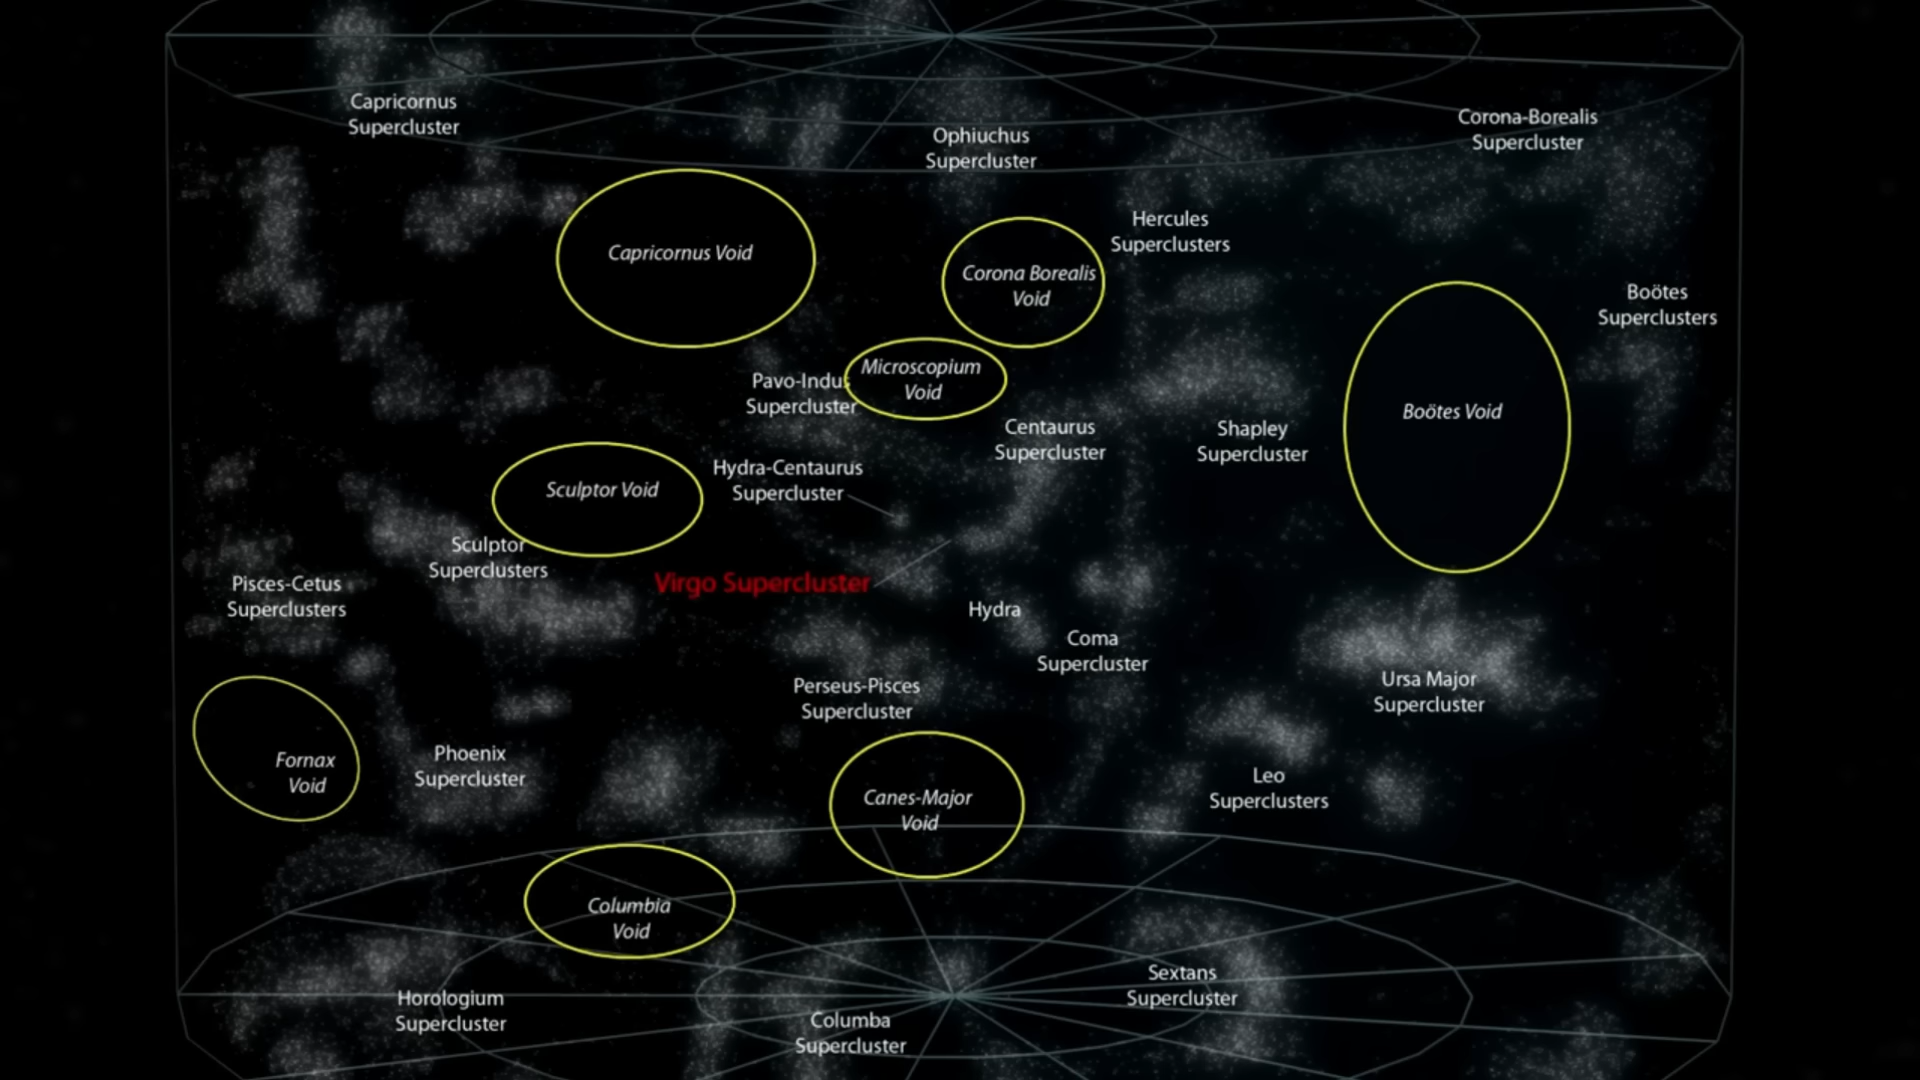 Capricornus
Supercluster
Corona-Borealis
Supercluster
Ophiuchus
Supercluster
Hercules
Superclusters
Capricornus Void
Corona Borealis
Void
Boötes
Superclusters
Microscopium
Void
Pavo-Indus
Supercluster
Boötes Void
Centaurus
Supercluster
Shapley
Supercluster
Hydra-Centaurus
Supercluster
Sculptor Void
Sculptor
Superclusters
Pisces-Cetus
Superclusters
Virgo Supercluster
Hydra
Coma
Supercluster
Ursa Major
Supercluster
Perseus-Pisces
Supercluster
Fornax
Void
Phoenix
Supercluster
Canes-Major
Void
Leo
Superclusters
Columbia
Void
Sextans
Supercluster
Horologium
Supercluster
Columba
Supercluster